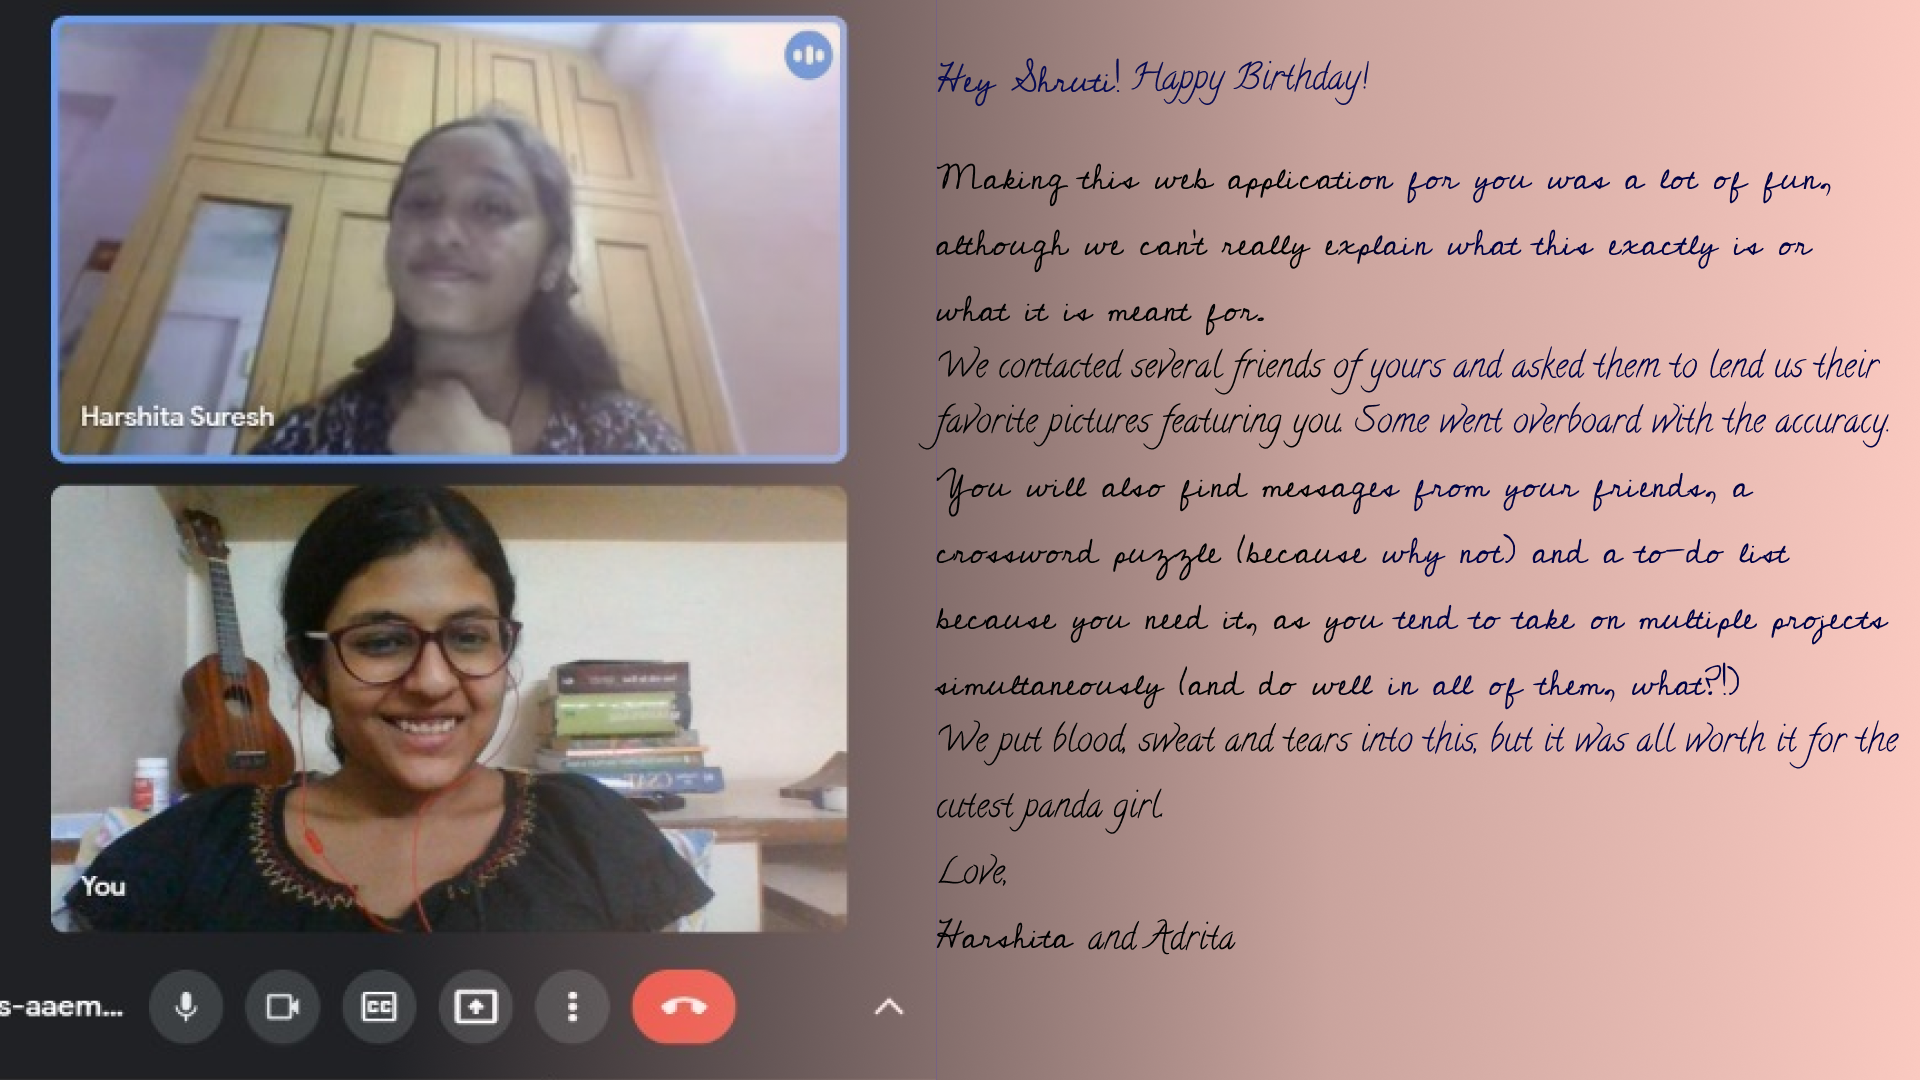 Harshita Suresh
You
s-aaem...
CC
CSAT
Hey Shruti! Happy Birthday!
Making this web application for you was a lot of fun,
although we can't really explain what this exactly is or
what it is meant for.
We contacted several friends of yours and asked them to lend us their
favorite pictures featuring you. Some went overboard with the accuracy.
You will also find messages from your friends, a
crossword puzzle (because why not) and a to-do list
because you need it, as you tend to take on multiple projects
simultaneously (and do well in all of them, what?!)
We put blood, sweat and tears into this, but it was all worth it for the
cutest panda girl.
Love,
Harshita and Adrita